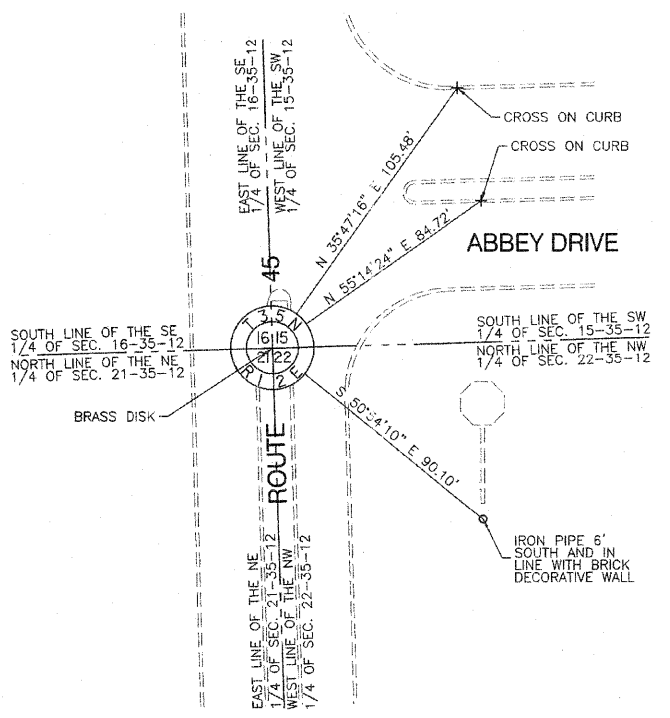 EAST LINE OF THE SE
1/4 OF SEC. 16-35-12
WEST LINE OF THE SW
1/4 OF SEC. 15-35-12
CROSS ON CURB
CROSS ON CURB
N 35°47'16" E 105.48'
N 55°14'24" E 84.72'
ABBEY DRIVE
45
T 3 5 N
16 15
21 22
R 1 2 E
SOUTH LINE OF THE SE
1/4 OF SEC. 16-35-12
NORTH LINE OF THE NE
1/4 OF SEC. 21-35-12
SOUTH LINE OF THE SW
1/4 OF SEC. 15-35-12
NORTH LINE OF THE NW
1/4 OF SEC. 22-35-12
BRASS DISK
S 50°54'10" E 90.10'
ROUTE
IRON PIPE 6'
SOUTH AND IN
LINE WITH BRICK
DECORATIVE WALL
EAST LINE OF THE NE
1/4 OF SEC. 21-35-12
WEST LINE OF THE NW
1/4 OF SEC. 22-35-12